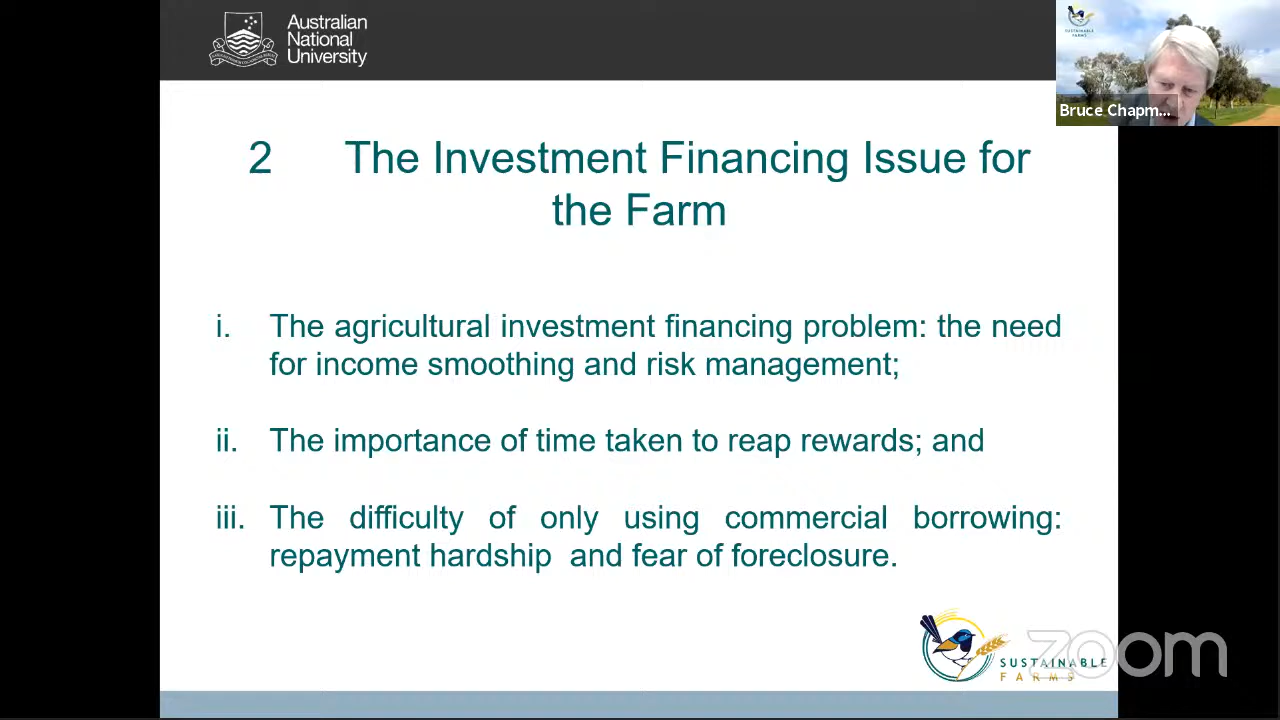 Australian
National
University
SUSTAINABLE
FARMS
Bruce Chapm...
2 The Investment Financing Issue for
the Farm
i. The agricultural investment financing problem: the need
for income smoothing and risk management;
ii. The importance of time taken to reap rewards; and
iii. The difficulty of only using commercial borrowing:
repayment hardship and fear of foreclosure.
SUSTAINABLE
FARMS
zoom